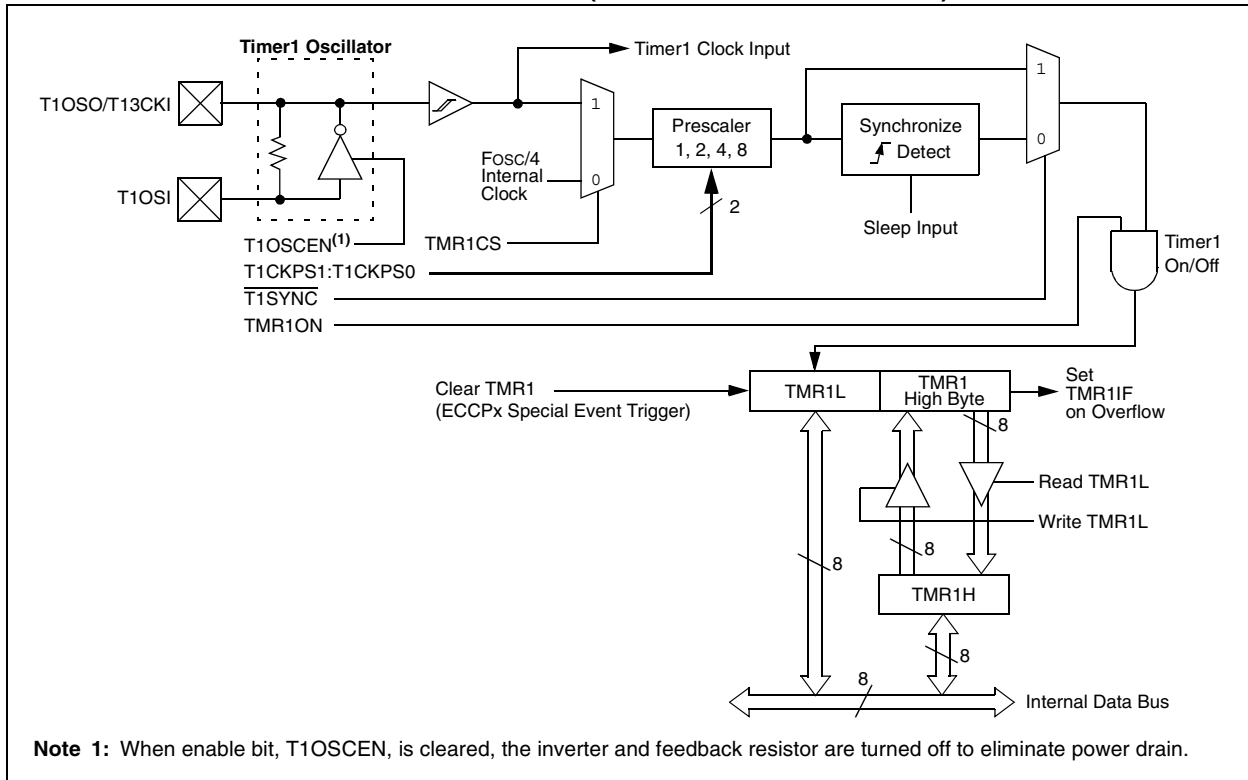 Timer1 Oscillator
Timer1 Clock Input
T1OSO/T13CKI
1
1
Prescaler
1, 2, 4, 8
Synchronize
Detect
0
FOSC/4
Internal
Clock
0
T1OSI
2
Sleep Input
T1OSCEN(1)
TMR1CS
Timer1
On/Off
T1CKPS1:T1CKPS0
T1SYNC
TMR1ON
Clear TMR1
(ECCPx Special Event Trigger)
TMR1L
TMR1
High Byte
Set
TMR1IF
on Overflow
8
Read TMR1L
Write TMR1L
8
8
TMR1H
8
8
Internal Data Bus
Note 1: When enable bit, T1OSCEN, is cleared, the inverter and feedback resistor are turned off to eliminate power drain.